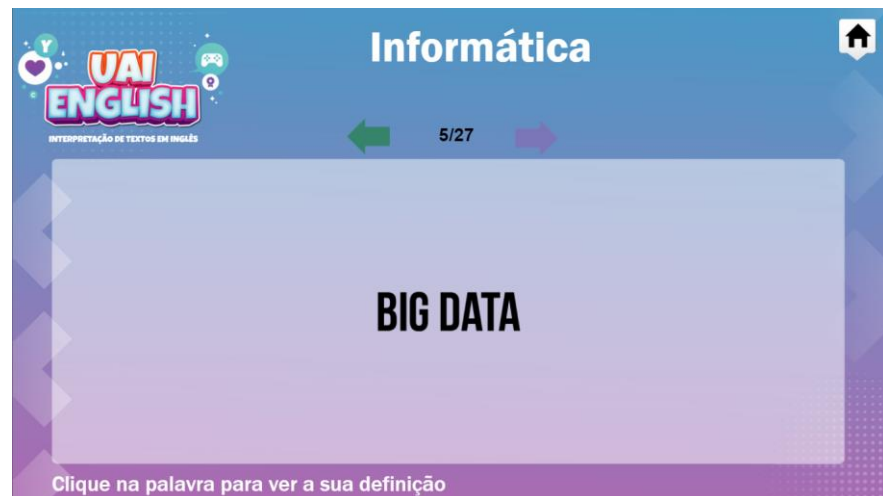 Informática
Y
UAI
ENGLISH
INTERPRETAÇÃO DE TEXTOS EM INGLÊS
5/27
BIG DATA
Clique na palavra para ver a sua definição